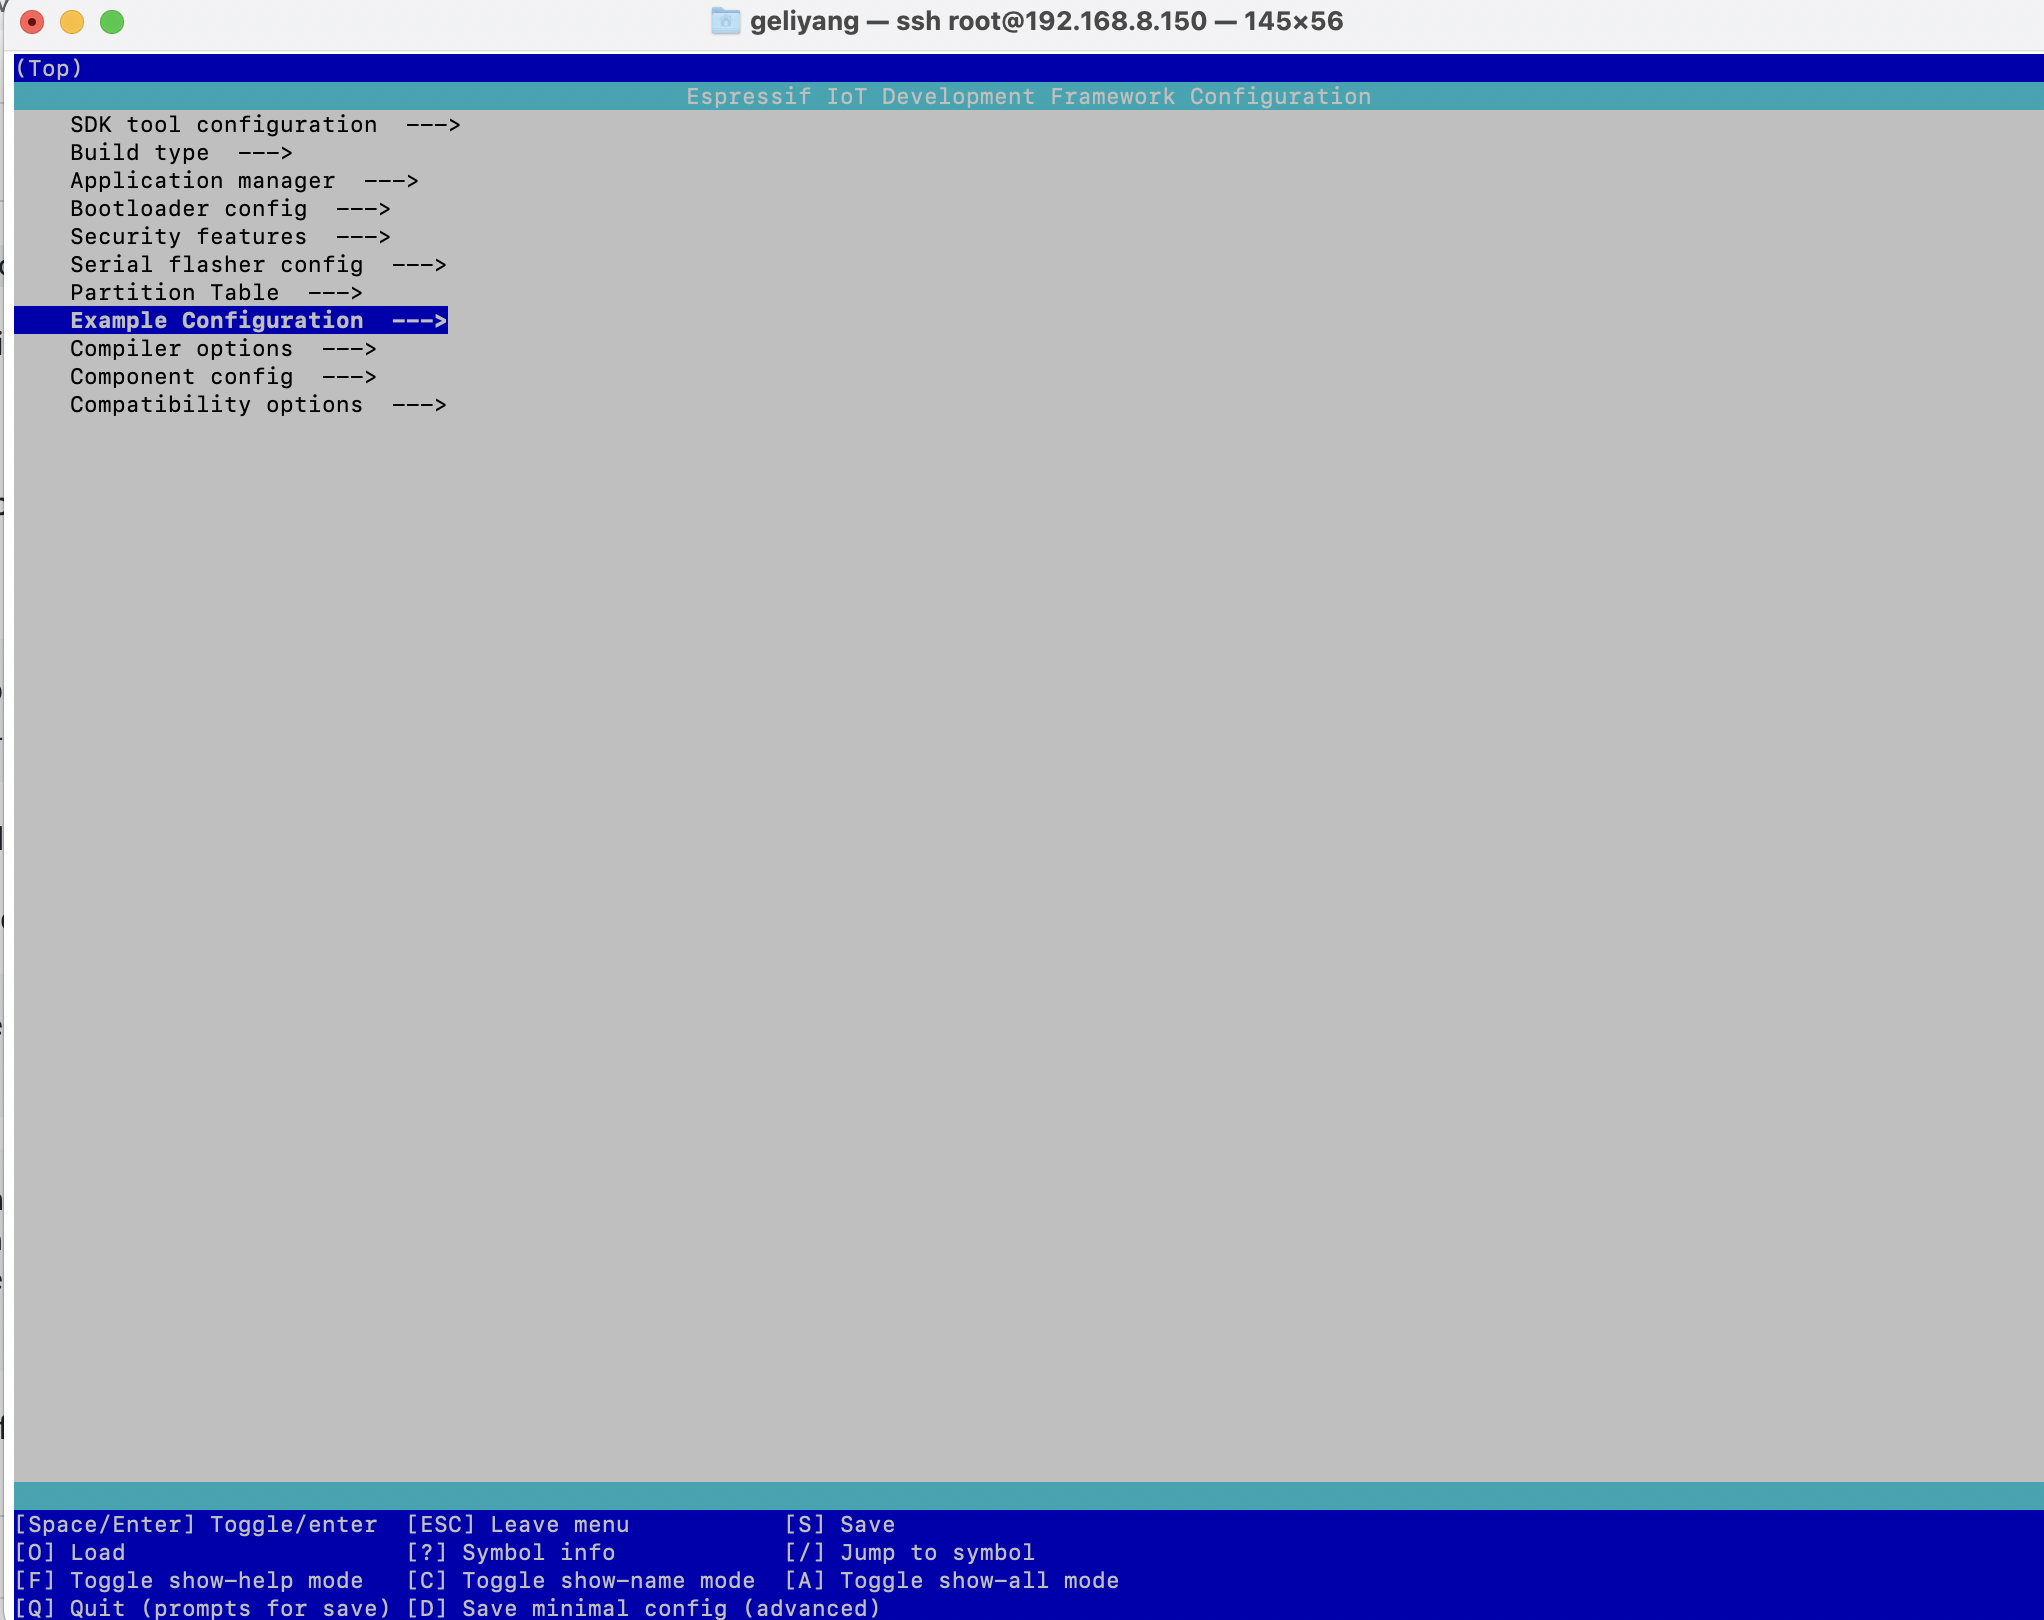 geliyang — ssh root@192.168.8.150 — 145×56
(Top)
Espressif IoT Development Framework Configuration
SDK tool configuration  --->
Build type  --->
Application manager  --->
Bootloader config  --->
Security features  --->
Serial flasher config  --->
Partition Table  --->
Example Configuration  --->
Compiler options  --->
Component config  --->
Compatibility options  --->
[Space/Enter] Toggle/enter  [ESC] Leave menu           [S] Save
[O] Load                    [?] Symbol info            [/] Jump to symbol
[F] Toggle show-help mode   [C] Toggle show-name mode  [A] Toggle show-all mode
[Q] Quit (prompts for save) [D] Save minimal config (advanced)